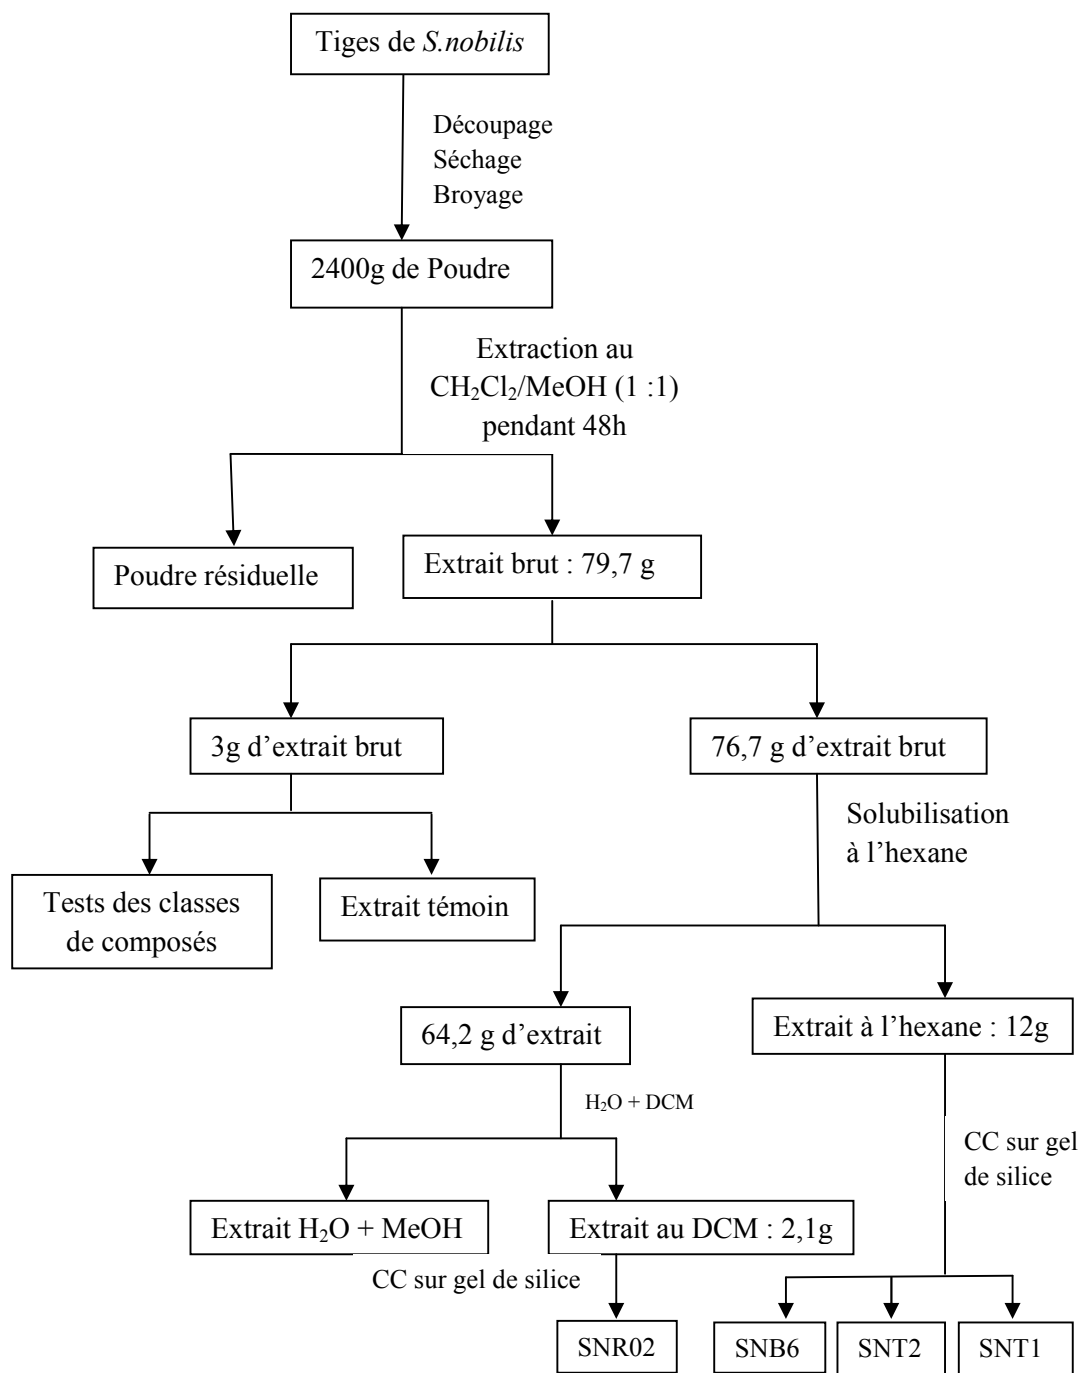 Tiges de S.nobilis
Découpage
Séchage
Broyage
2400g de Poudre
Extraction au
CH₂Cl₂/MeOH (1 :1)
pendant 48h
Poudre résiduelle
Extrait brut : 79,7 g
3g d’extrait brut
76,7 g d’extrait brut
Solubilisation
à l’hexane
Tests des classes
de composés
Extrait témoin
64,2 g d’extrait
Extrait à l’hexane : 12g
H₂O + DCM
CC sur gel
de silice
Extrait H₂O + MeOH
Extrait au DCM : 2,1g
CC sur gel de silice
SNR02
SNB6
SNT2
SNT1